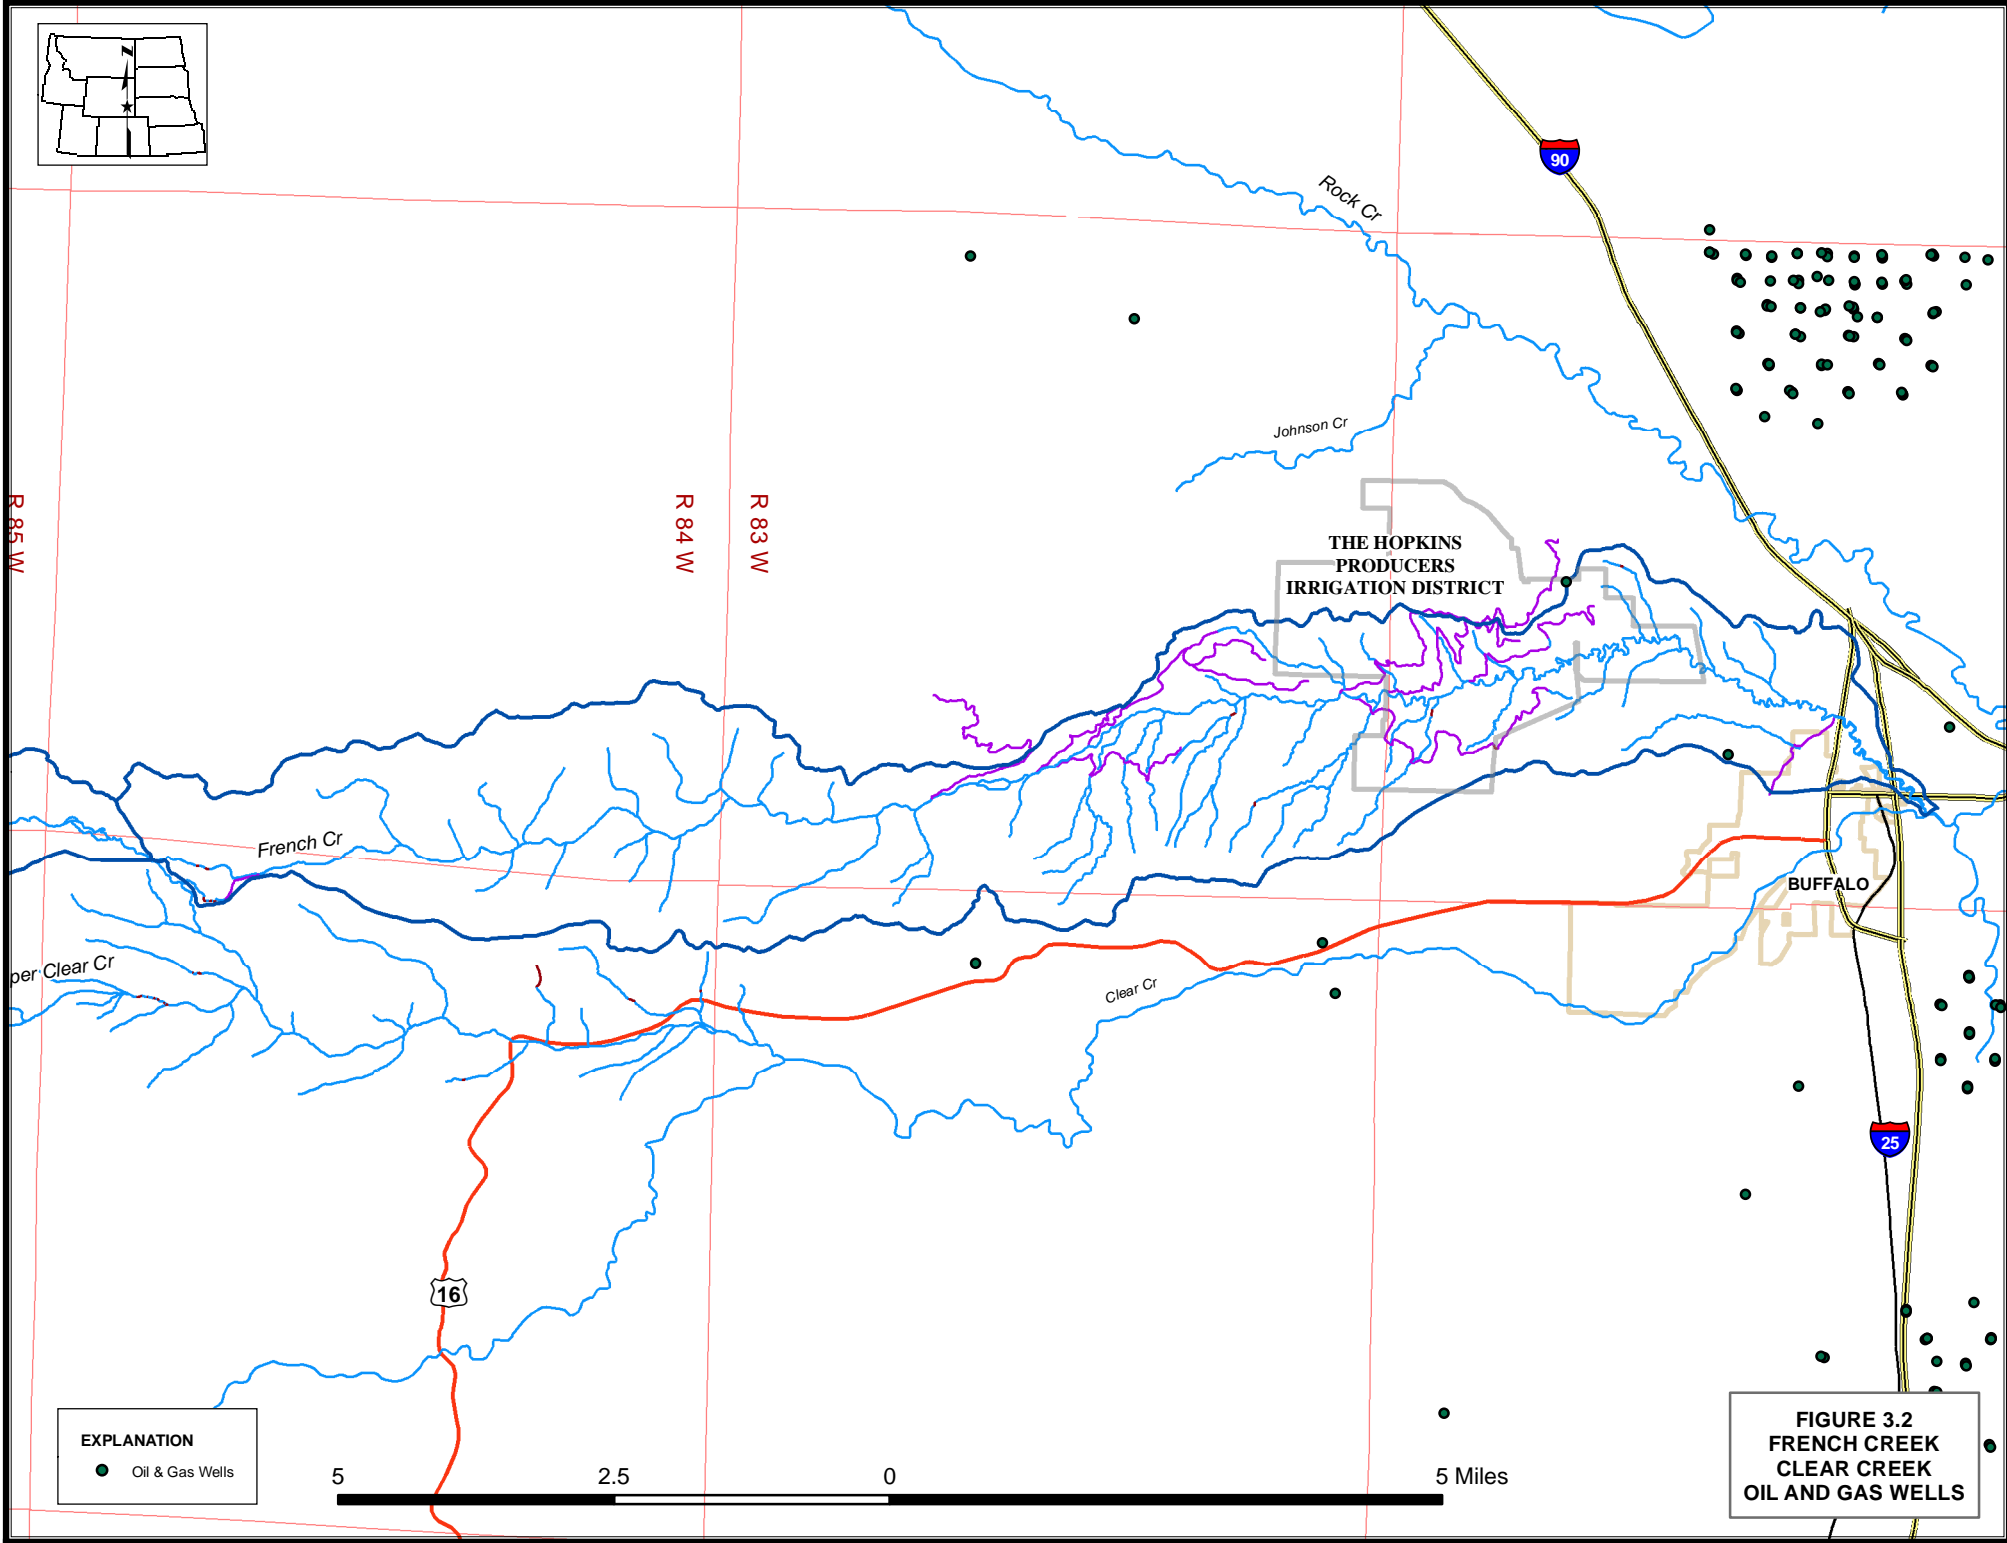 N
90
Rock Cr
Johnson Cr
R 85 W
R 84 W
R 83 W
THE HOPKINS
PRODUCERS
IRRIGATION DISTRICT
French Cr
BUFFALO
per Clear Cr
Clear Cr
25
16
EXPLANATION
Oil & Gas Wells
5 2.5 0 5 Miles
FIGURE 3.2
FRENCH CREEK
CLEAR CREEK
OIL AND GAS WELLS